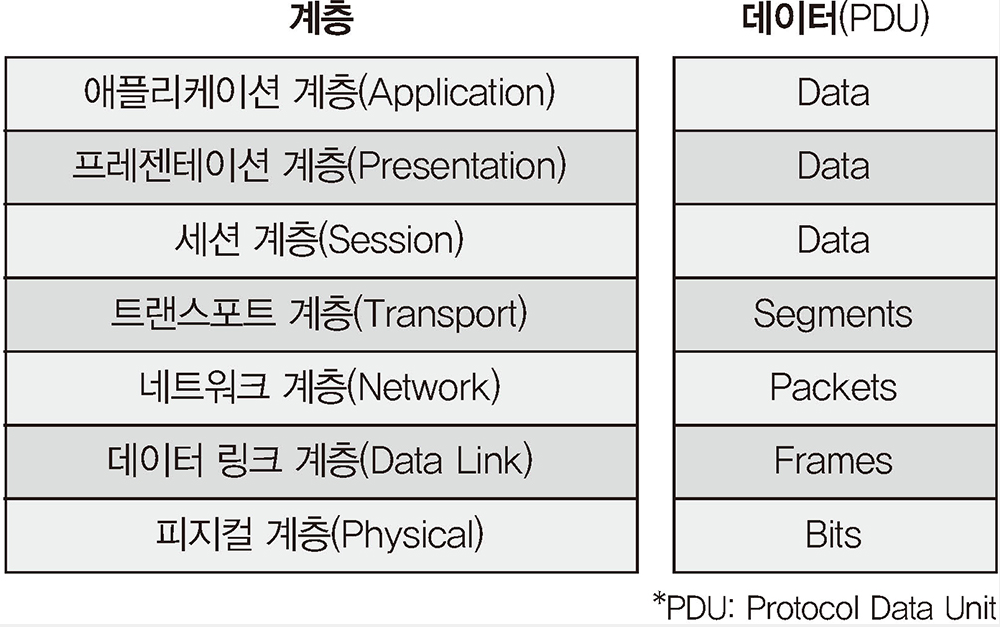 계층 데이터(PDU)
애플리케이션 계층(Application) Data
프레젠테이션 계층(Presentation) Data
세션 계층(Session) Data
트랜스포트 계층(Transport) Segments
네트워크 계층(Network) Packets
데이터 링크 계층(Data Link) Frames
피지컬 계층(Physical) Bits
*PDU: Protocol Data Unit